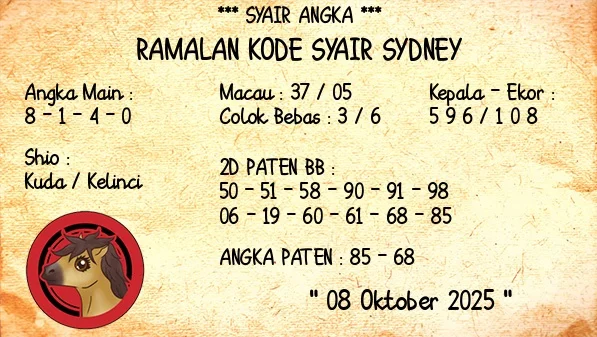 *** SYAIR ANGKA ***
RAMALAN KODE SYAIR SYDNEY
Angka Main :
8 - 1 - 4 - 0
Shio :
Kuda / Kelinci
Macau : 37 / 05
Colok Bebas : 3 / 6
Kepala - Ekor :
5 9 6 / 1 0 8
2D PATEN BB :
50 - 51 - 58 - 90 - 91 - 98
06 - 19 - 60 - 61 - 68 - 85
ANGKA PATEN : 85 - 68
" 08 Oktober 2025 "